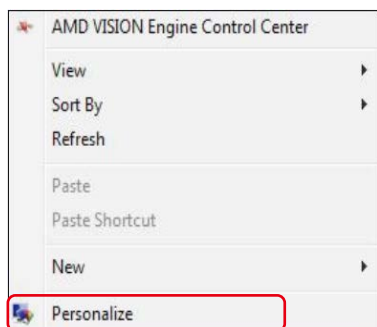 AMD VISION Engine Control Center
View
Sort By
Refresh
Paste
Paste Shortcut
New
Personalize